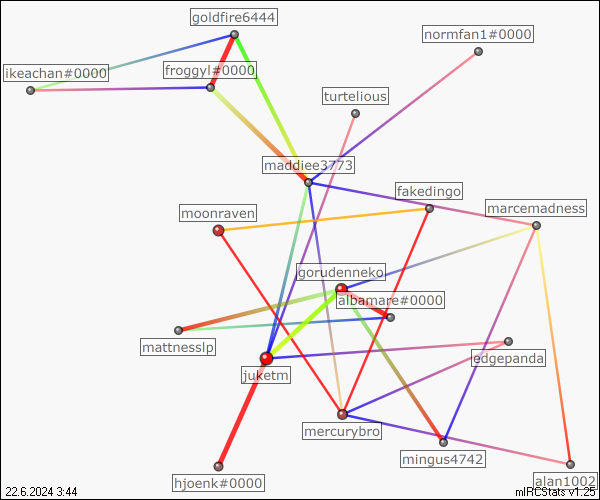 goldfire6444
normfan1#0000
ikeachan#0000
froggyl#0000
turtelious
maddiee3773
fakedingo
moonraven
marcemadness
gorudenneko
albamare#0000
mattnesslp
edgepanda
juketm
mercurybro
mingus4742
hjoenk#0000
alan1002
22.6.2024 3:44
mIRCStats v1.25